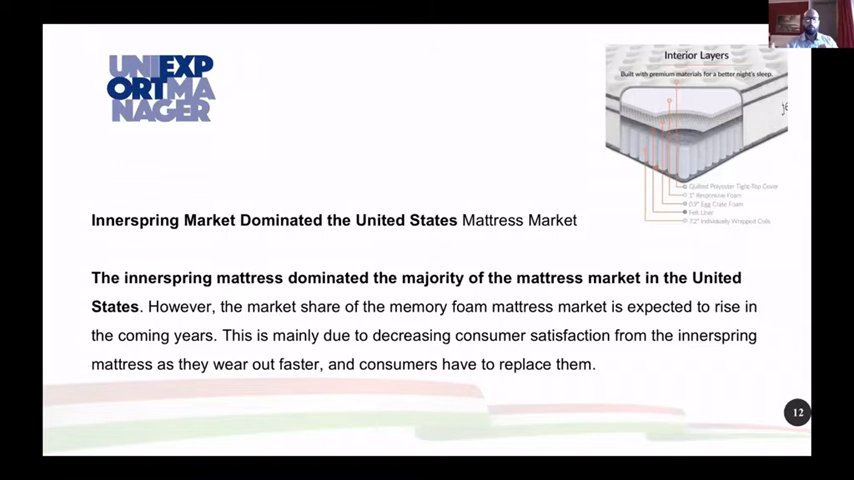 UNIEXP
ORTMA
NAGER
Interior Layers
Built with premium materials for a better night's sleep.
Quilted Polyester Tight-Top Cover
1" Responsive Foam
0.5" Egg Crate Foam
Felt Liner
7.2" Individually Wrapped Coils
Innerspring Market Dominated the United States Mattress Market
The innerspring mattress dominated the majority of the mattress market in the United
States. However, the market share of the memory foam mattress market is expected to rise in
the coming years. This is mainly due to decreasing consumer satisfaction from the innerspring
mattress as they wear out faster, and consumers have to replace them.
12